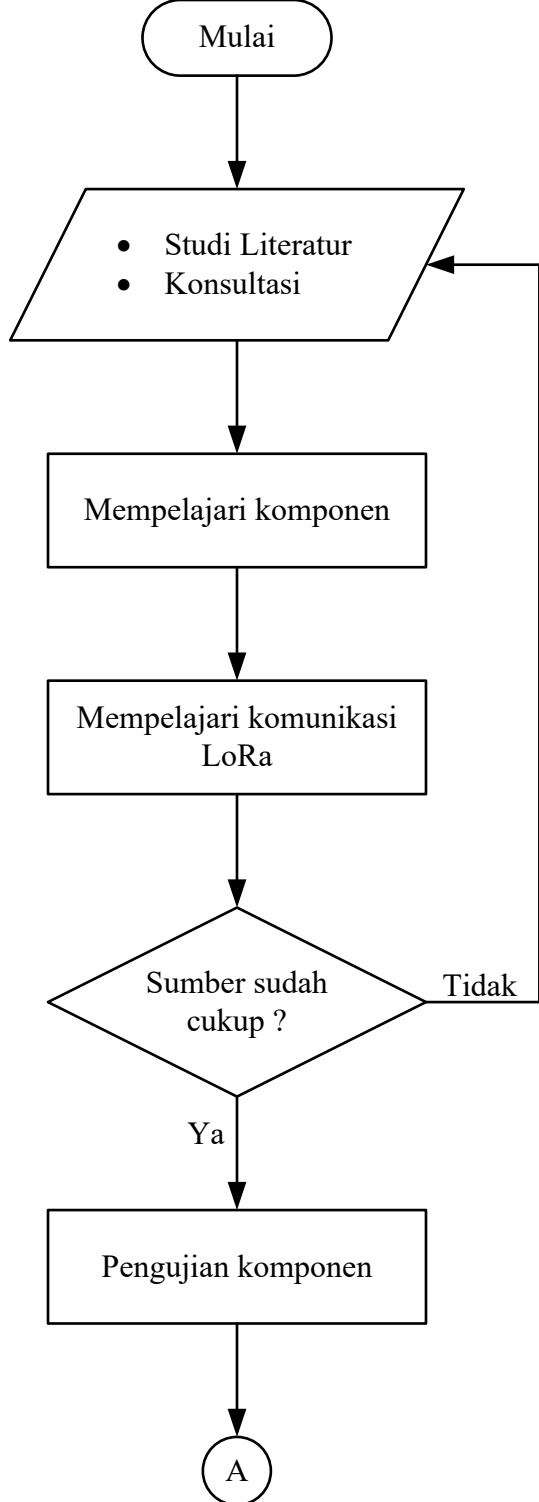 Mulai
• Studi Literatur
• Konsultasi
Mempelajari komponen
Mempelajari komunikasi
LoRa
Sumber sudah
cukup ?
Tidak
Ya
Pengujian komponen
A